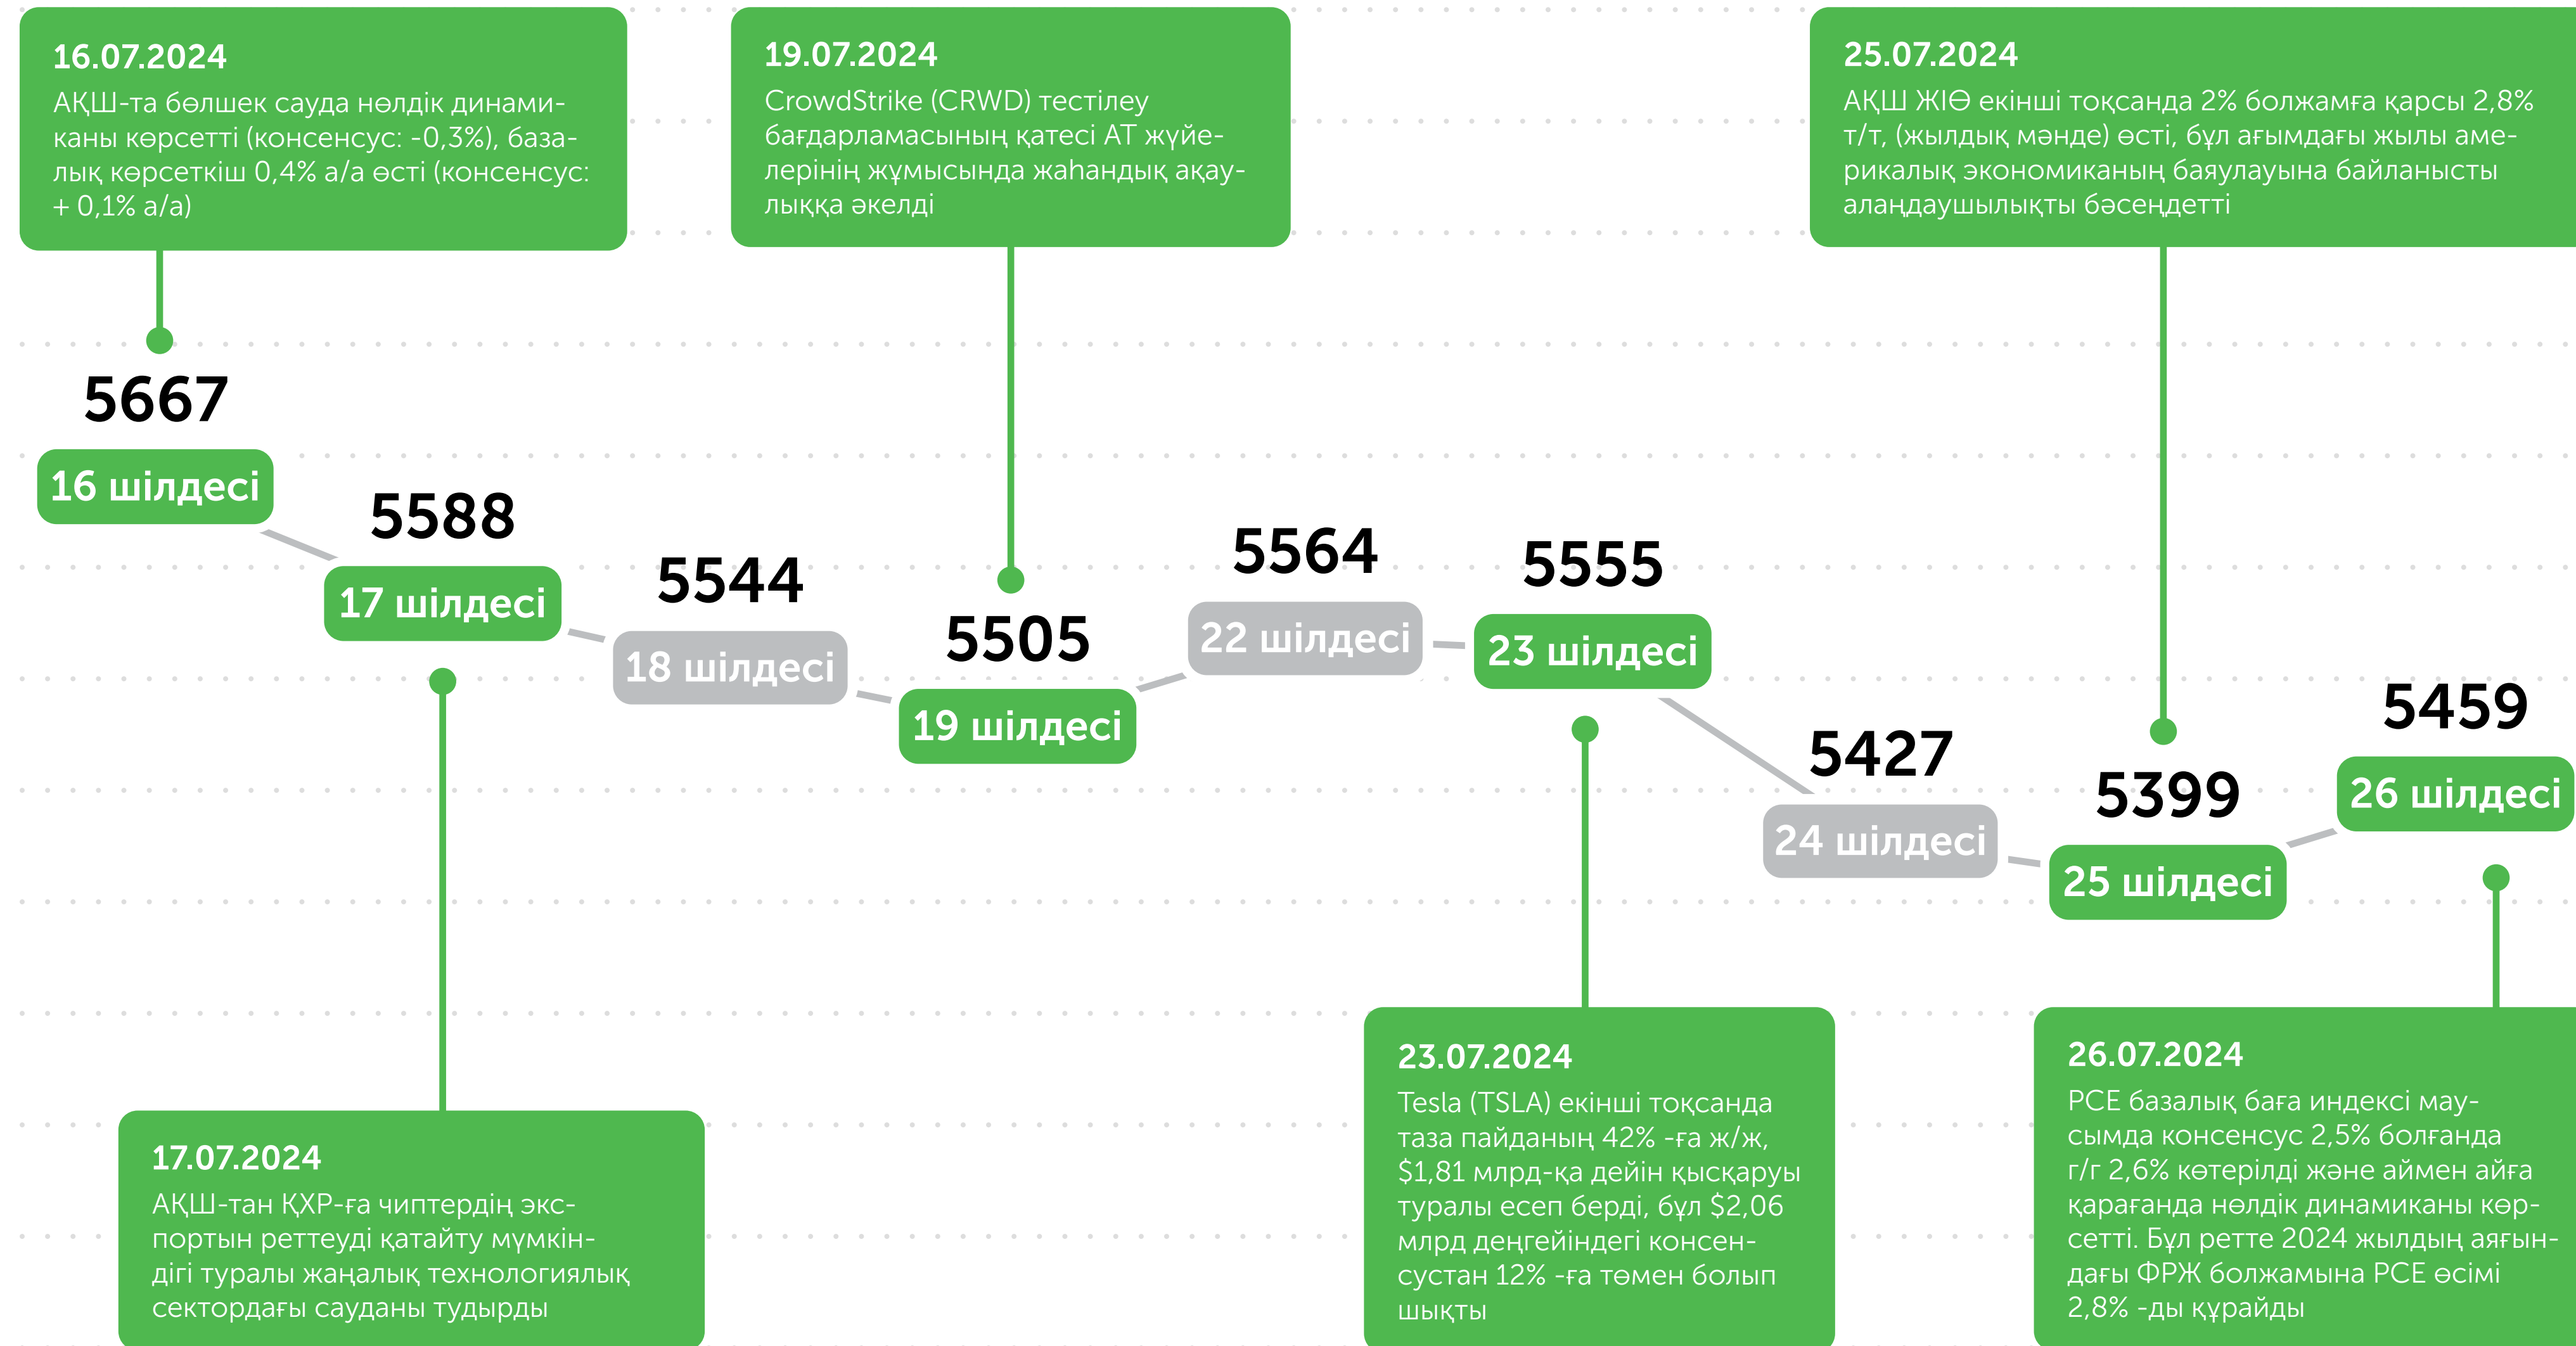 16.07.2024
АҚШ-та бөлшек сауда нөлдік динами-
каны көрсетті (консенсус: -0,3%), база-
лық көрсеткіш 0,4% а/а өсті (консенсус:
+ 0,1% а/а)
19.07.2024
CrowdStrike (CRWD) тестілеу
бағдарламасының қатесі АТ жүйе-
лерінің жұмысында жаһандық ақау-
лыққа әкелді
25.07.2024
АҚШ ЖІӨ екінші тоқсанда 2% болжамға қарсы 2,8%
т/т, (жылдық мәнде) өсті, бұл ағымдағы жылы аме-
рикалық экономиканың баяулауына байланысты
алаңдаушылықты бәсеңдетті
5667
16 шілдесі
5588
17 шілдесі
5544
18 шілдесі
5505
19 шілдесі
5564
22 шілдесі
5555
23 шілдесі
5427
24 шілдесі
5399
25 шілдесі
5459
26 шілдесі
17.07.2024
АҚШ-тан ҚХР-ға чиптердің экс-
портын реттеуді қатайту мүмкін-
дігі туралы жаңалық технологиялық
сектордағы сауданы тудырды
23.07.2024
Tesla (TSLA) екінші тоқсанда
таза пайданың 42% -ға ж/ж,
$1,81 млрд-қа дейін қысқаруы
туралы есеп берді, бұл $2,06
млрд деңгейіндегі консен-
сустан 12% -ға төмен болып
шықты
26.07.2024
PCE базалық баға индексі мау-
сымда консенсус 2,5% болғанда
г/г 2,6% көтерілді және аймен айға
қарағанда нөлдік динамиканы көр-
сетті. Бұл ретте 2024 жылдың аяғын-
дағы ФРЖ болжамына PCE өсімі
2,8% -ды құрайды